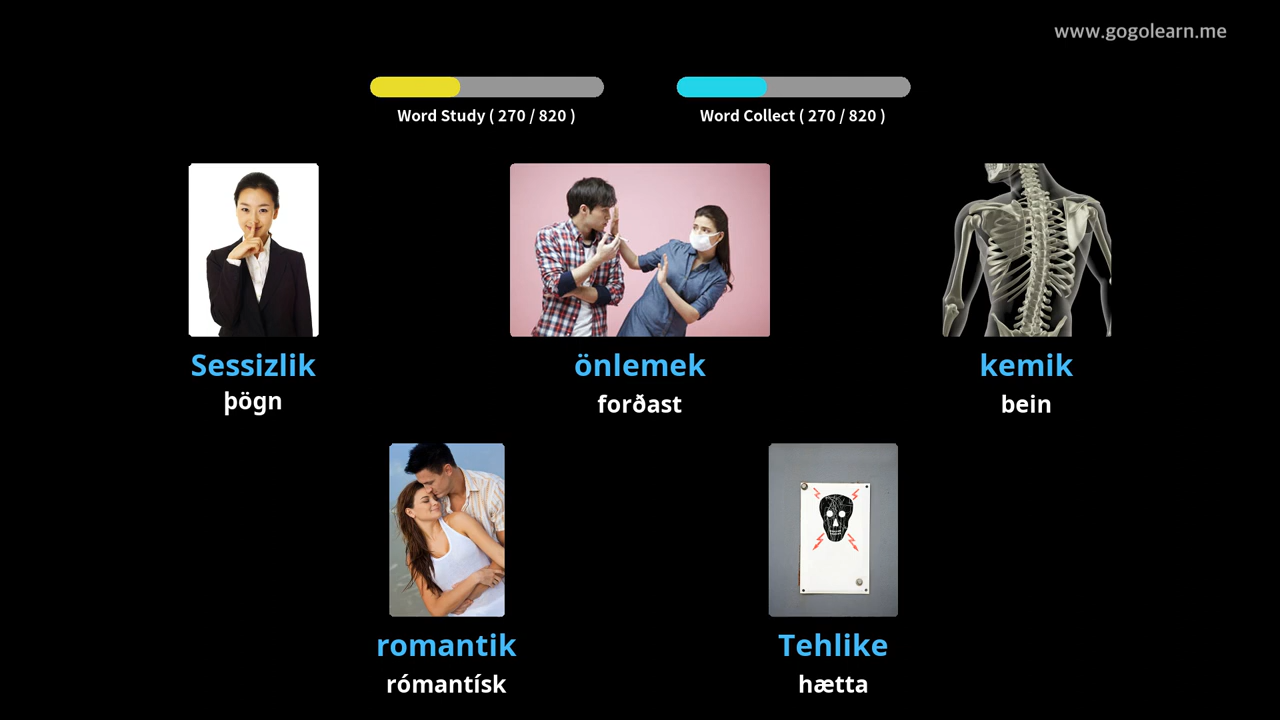 www.gogolearn.me
Word Study ( 270 / 820 )
Word Collect ( 270 / 820 )
Sessizlik
þögn
önlemek
forðast
kemik
bein
romantik
rómantísk
Tehlike
hætta